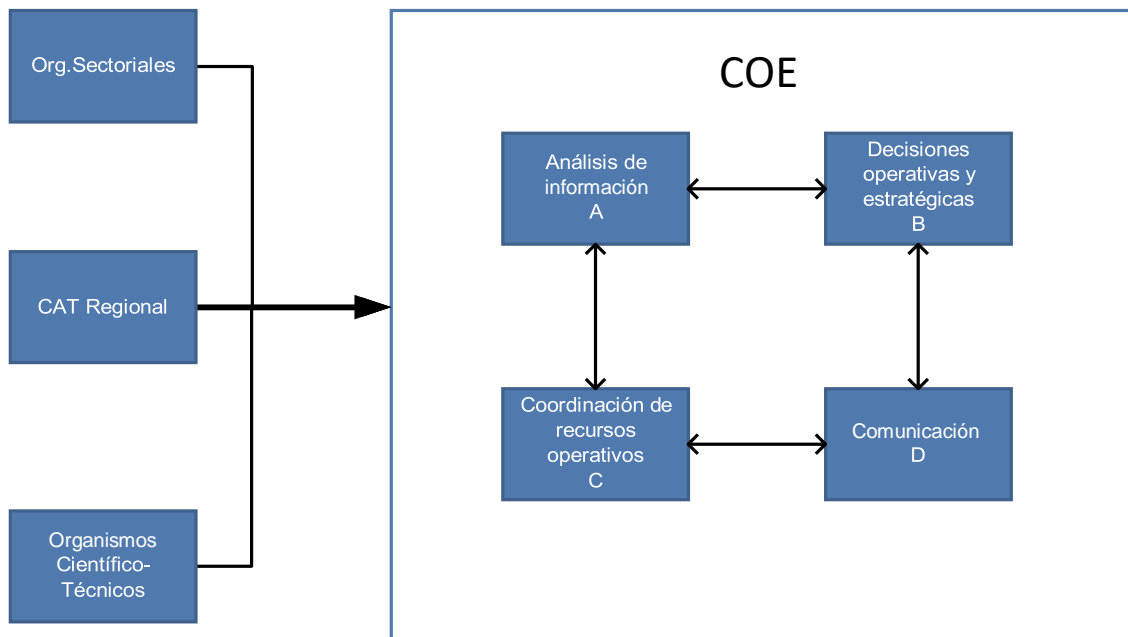 Org.Sectoriales
CAT Regional
Organismos
Científico-
Técnicos
COE
Análisis de
información
A
Decisiones
operativas y
estratégicas
B
Coordinación de
recursos
operativos
C
Comunicación
D